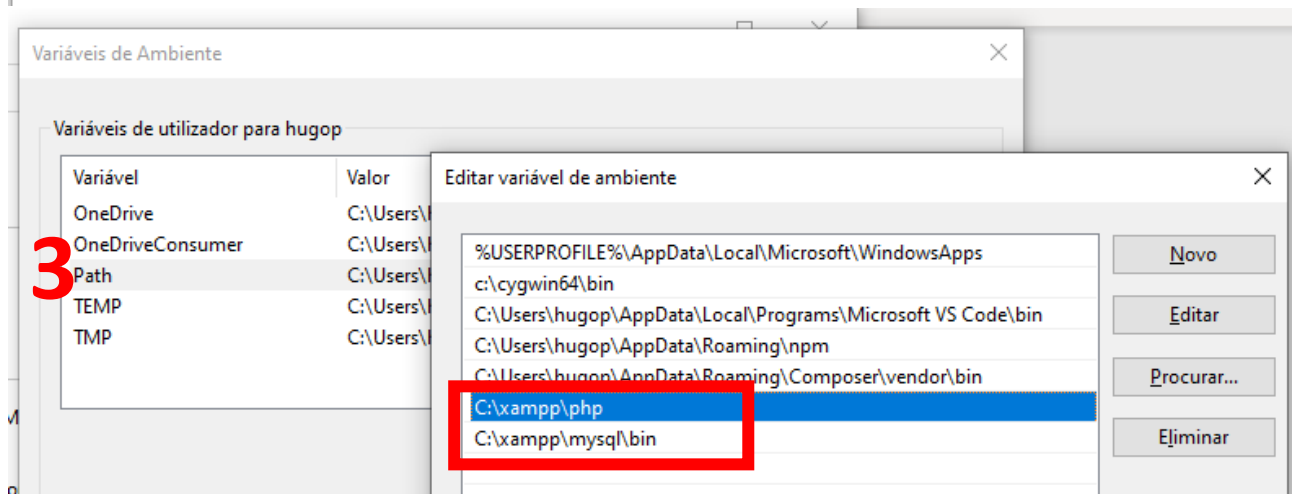 Variáveis de Ambiente
Variáveis de utilizador para hugop
Variável Valor
OneDrive C:\Users\
OneDriveConsumer C:\Users\
3
Path C:\Users\
TEMP C:\Users\
TMP C:\Users\
Editar variável de ambiente
%USERPROFILE%\AppData\Local\Microsoft\WindowsApps
c:\cygwin64\bin
C:\Users\hugop\AppData\Local\Programs\Microsoft VS Code\bin
C:\Users\hugop\AppData\Roaming\npm
C:\Users\hugop\AppData\Roaming\Composer\vendor\bin
C:\xampp\php
C:\xampp\mysql\bin
Novo
Editar
Procurar...
Eliminar